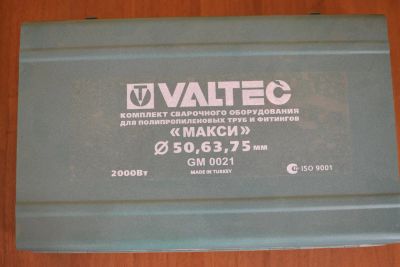 VALTEC
КОМПЛЕКТ СВАРОЧНОГО ОБОРУДОВАНИЯ
ДЛЯ ПОЛИПРОПИЛЕНОВЫХ ТРУБ И ФИТИНГОВ
«МАКСИ»
Ø 50,63,75 мм
GM 0021
2000Вт MADE IN TURKEY ISO 9001